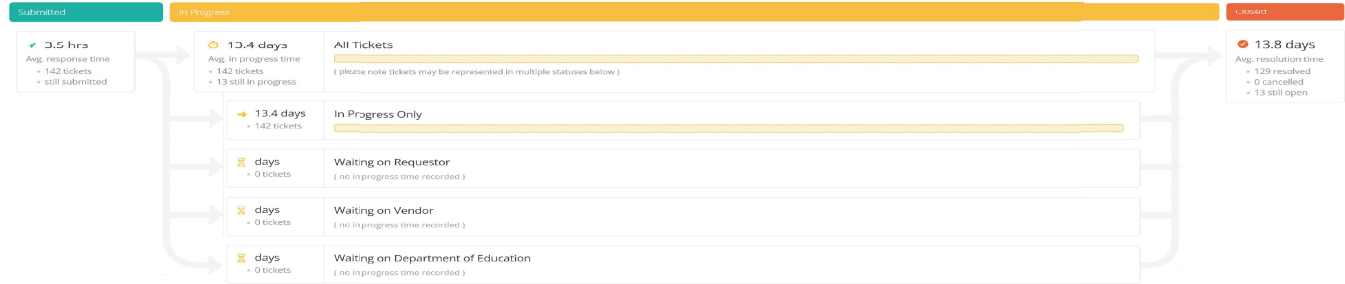 Submitted
In Progress
Closed
3.5 hrs
Avg. response time
142 tickets
still submitted
13.4 days
Avg. in progress time
142 tickets
13 still in progress
All Tickets
( please note tickets may be represented in multiple statuses below )
13.8 days
Avg. resolution time
129 resolved
0 cancelled
13 still open
13.4 days
142 tickets
In Progress Only
days
0 tickets
Waiting on Requestor
( no in progress time recorded )
days
0 tickets
Waiting on Vendor
( no in progress time recorded )
days
0 tickets
Waiting on Department of Education
( no in progress time recorded )